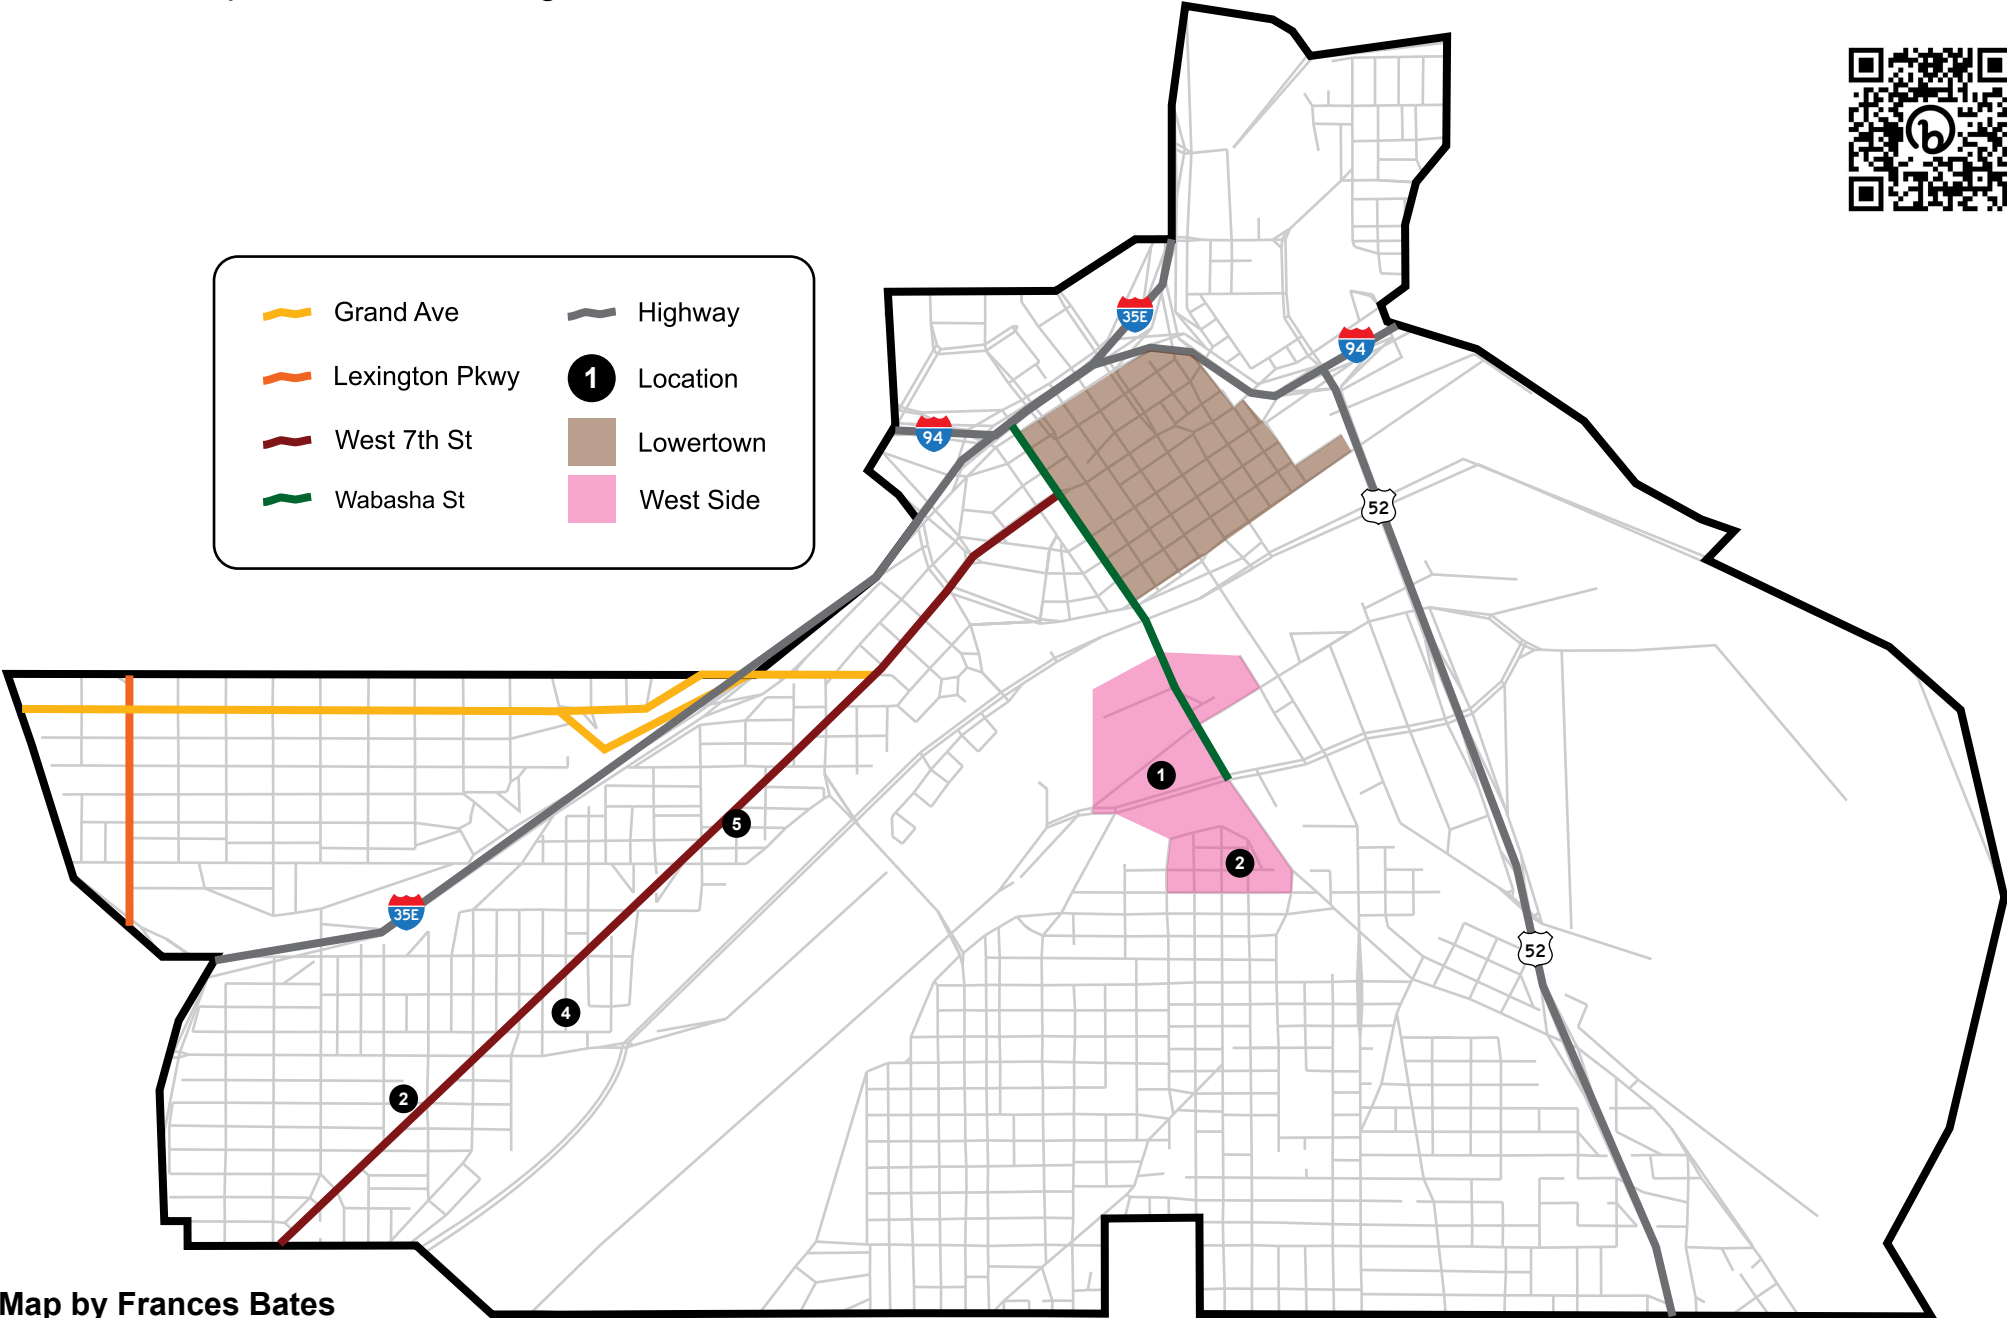 Grand Ave
Highway
Lexington Pkwy
1
Location
West 7th St
Lowertown
Wabasha St
West Side
35E
94
94
52
1
5
2
35E
52
4
2
Map by Frances Bates